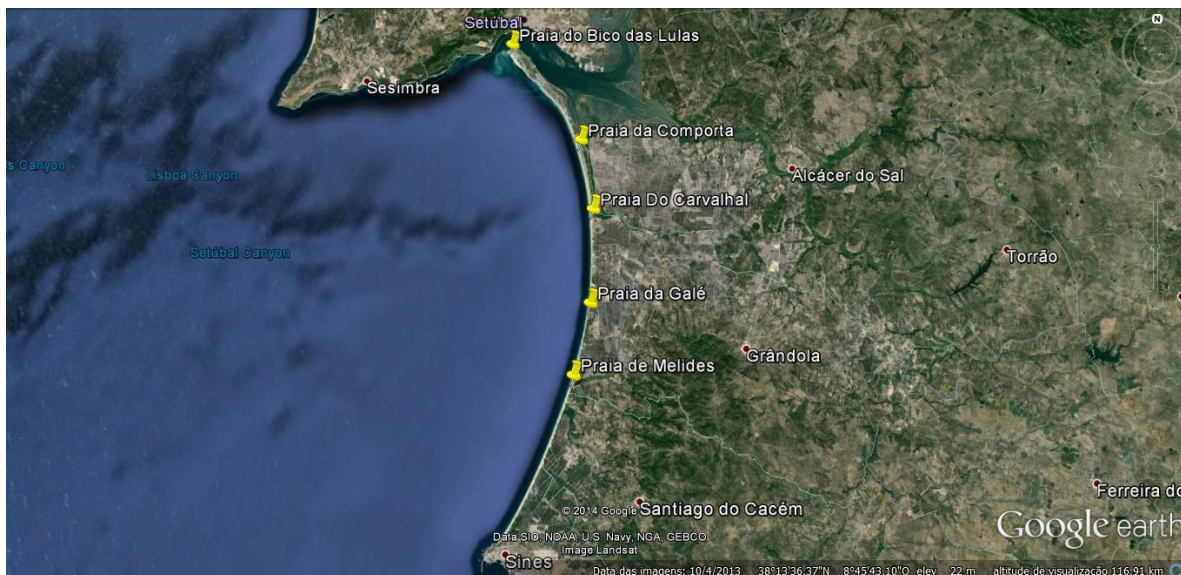 Setúbal
Praia do Bico das Lulas
Sesimbra
Praia da Comporta
s Canyon
Lisboa Canyon
Alcácer do Sal
Praia Do Carvalhal
Setúbal Canyon
Torrão
Praia da Galé
Grândola
Praia de Melides
Ferreira do
© 2014 Google
Santiago do Cacém
Data SIO, NOAA, U.S. Navy, NGA, GEBCO
Image Landsat
Google earth
Sines
Data das imagens: 10/4/2013 38°13'36.37"N 8°45'43.10"O elev 22 m altitude de visualização 116.91 km
N